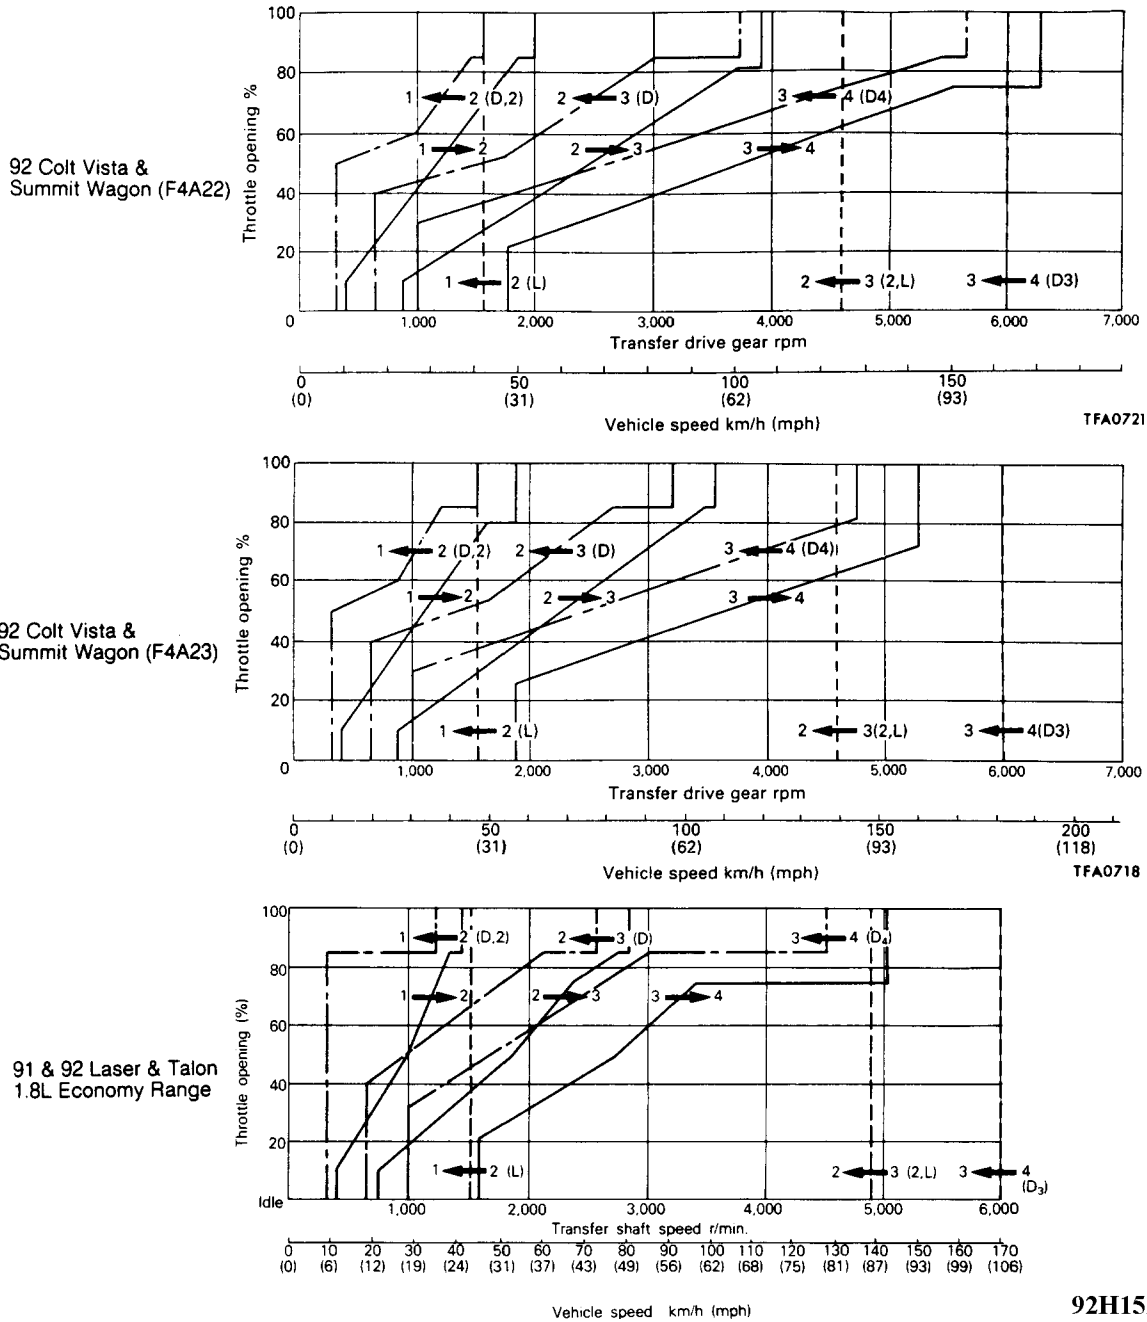 92 Colt Vista &
Summit Wagon (F4A22)
Throttle opening %
100
80
60
40
20
0
1 2 (D,2)
2 3 (D)
3 4 (D4)
1 2
2 3
3 4
1 2 (L)
2 3 (2,L)
3 4 (D3)
1,000 2,000 3,000 4,000 5,000 6,000 7,000
Transfer drive gear rpm
0 50 100 150
(0) (31) (62) (93)
Vehicle speed km/h (mph)
TFA0721
92 Colt Vista &
Summit Wagon (F4A23)
Throttle opening %
100
80
60
40
20
0
1 2 (D,2)
2 3 (D)
3 4 (D4)
1 2
2 3
3 4
1 2 (L)
2 3(2,L)
3 4(D3)
1,000 2,000 3,000 4,000 5,000 6,000 7,000
Transfer drive gear rpm
0 50 100 150 200
(0) (31) (62) (93) (118)
Vehicle speed km/h (mph)
TFA0718
91 & 92 Laser & Talon
1.8L Economy Range
Throttle opening (%)
100
80
60
40
20
Idle
1 2 (D,2)
2 3 (D)
3 4 (D₄)
1 2
2 3
3 4
1 2 (L)
2 3 (2,L)
3 4
(D₃)
1,000 2,000 3,000 4,000 5,000 6,000
Transfer shaft speed r/min.
0 10 20 30 40 50 60 70 80 90 100 110 120 130 140 150 160 170
(0) (6) (12) (19) (24) (31) (37) (43) (49) (56) (62) (68) (75) (81) (87) (93) (99) (106)
Vehicle speed km/h (mph)
92H15